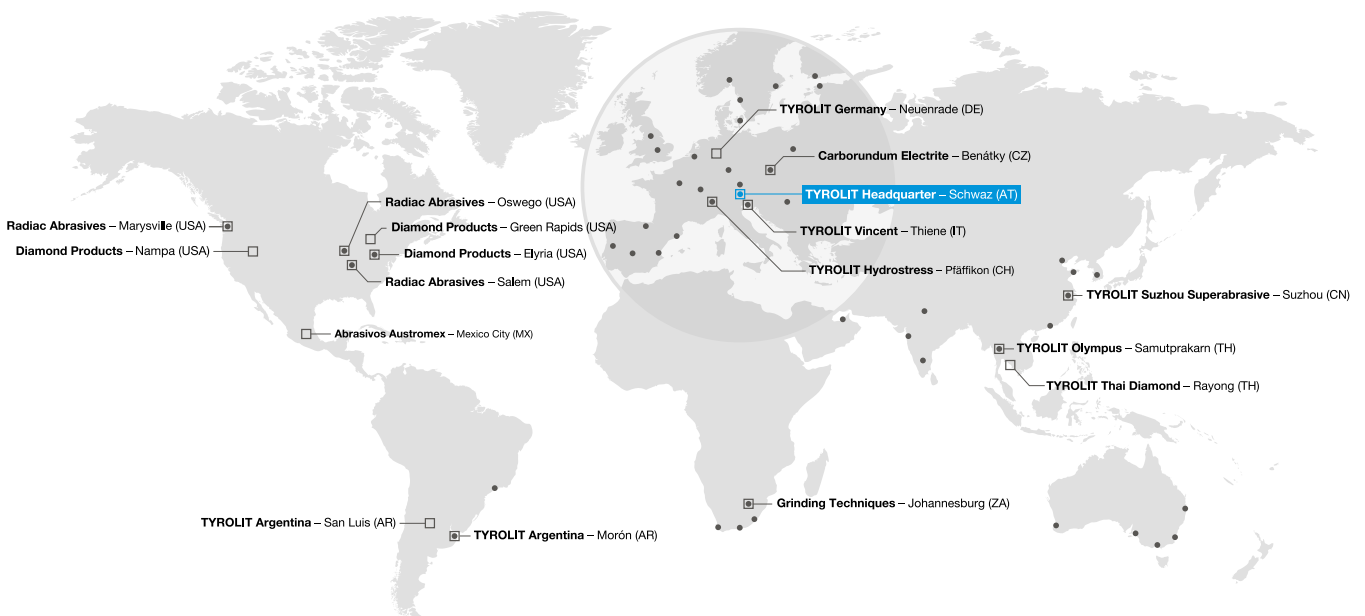 TYROLIT Germany – Neuenrade (DE)
Carborundum Electrite – Benátky (CZ)
TYROLIT Headquarter – Schwaz (AT)
Radiac Abrasives – Oswego (USA)
Radiac Abrasives – Marysville (USA)
Diamond Products – Green Rapids (USA)
TYROLIT Vincent – Thiene (IT)
Diamond Products – Nampa (USA)
Diamond Products – Elyria (USA)
TYROLIT Hydrostress – Pfäffikon (CH)
Radiac Abrasives – Salem (USA)
TYROLIT Suzhou Superabrasive – Suzhou (CN)
Abrasivos Austromex – Mexico City (MX)
TYROLIT Olympus – Samutprakarn (TH)
TYROLIT Thai Diamond – Rayong (TH)
Grinding Techniques – Johannesburg (ZA)
TYROLIT Argentina – San Luis (AR)
TYROLIT Argentina – Morón (AR)